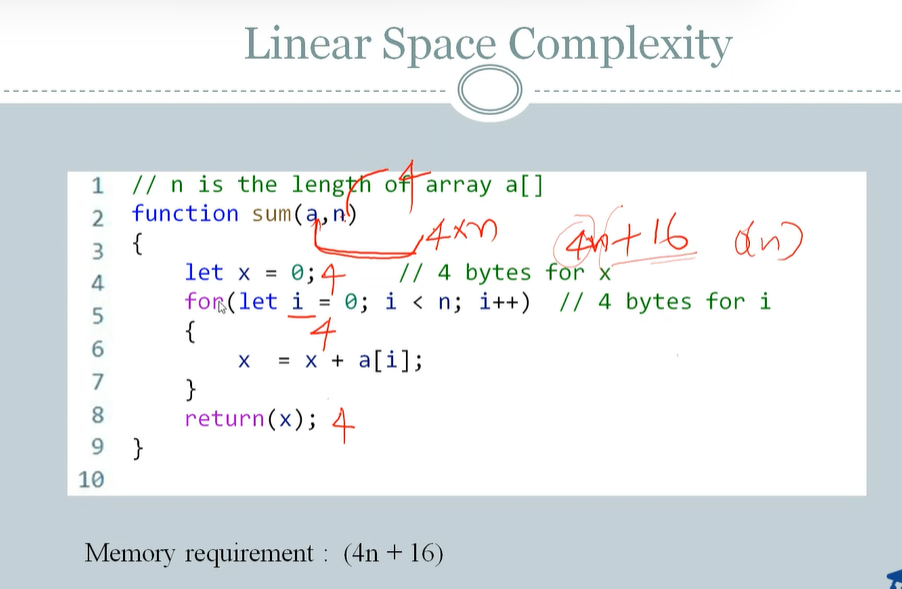 Linear Space Complexity
1 // n is the length of array a[]
4
2 function sum(a,n)
3 {
4×n
4n+16 O(n)
4 let x = 0; 4 // 4 bytes for x
5 for(let i = 0; i < n; i++) // 4 bytes for i
6 {
4
7 x = x + a[i];
}
8 return(x); 4
9 }
10
Memory requirement : (4n + 16)